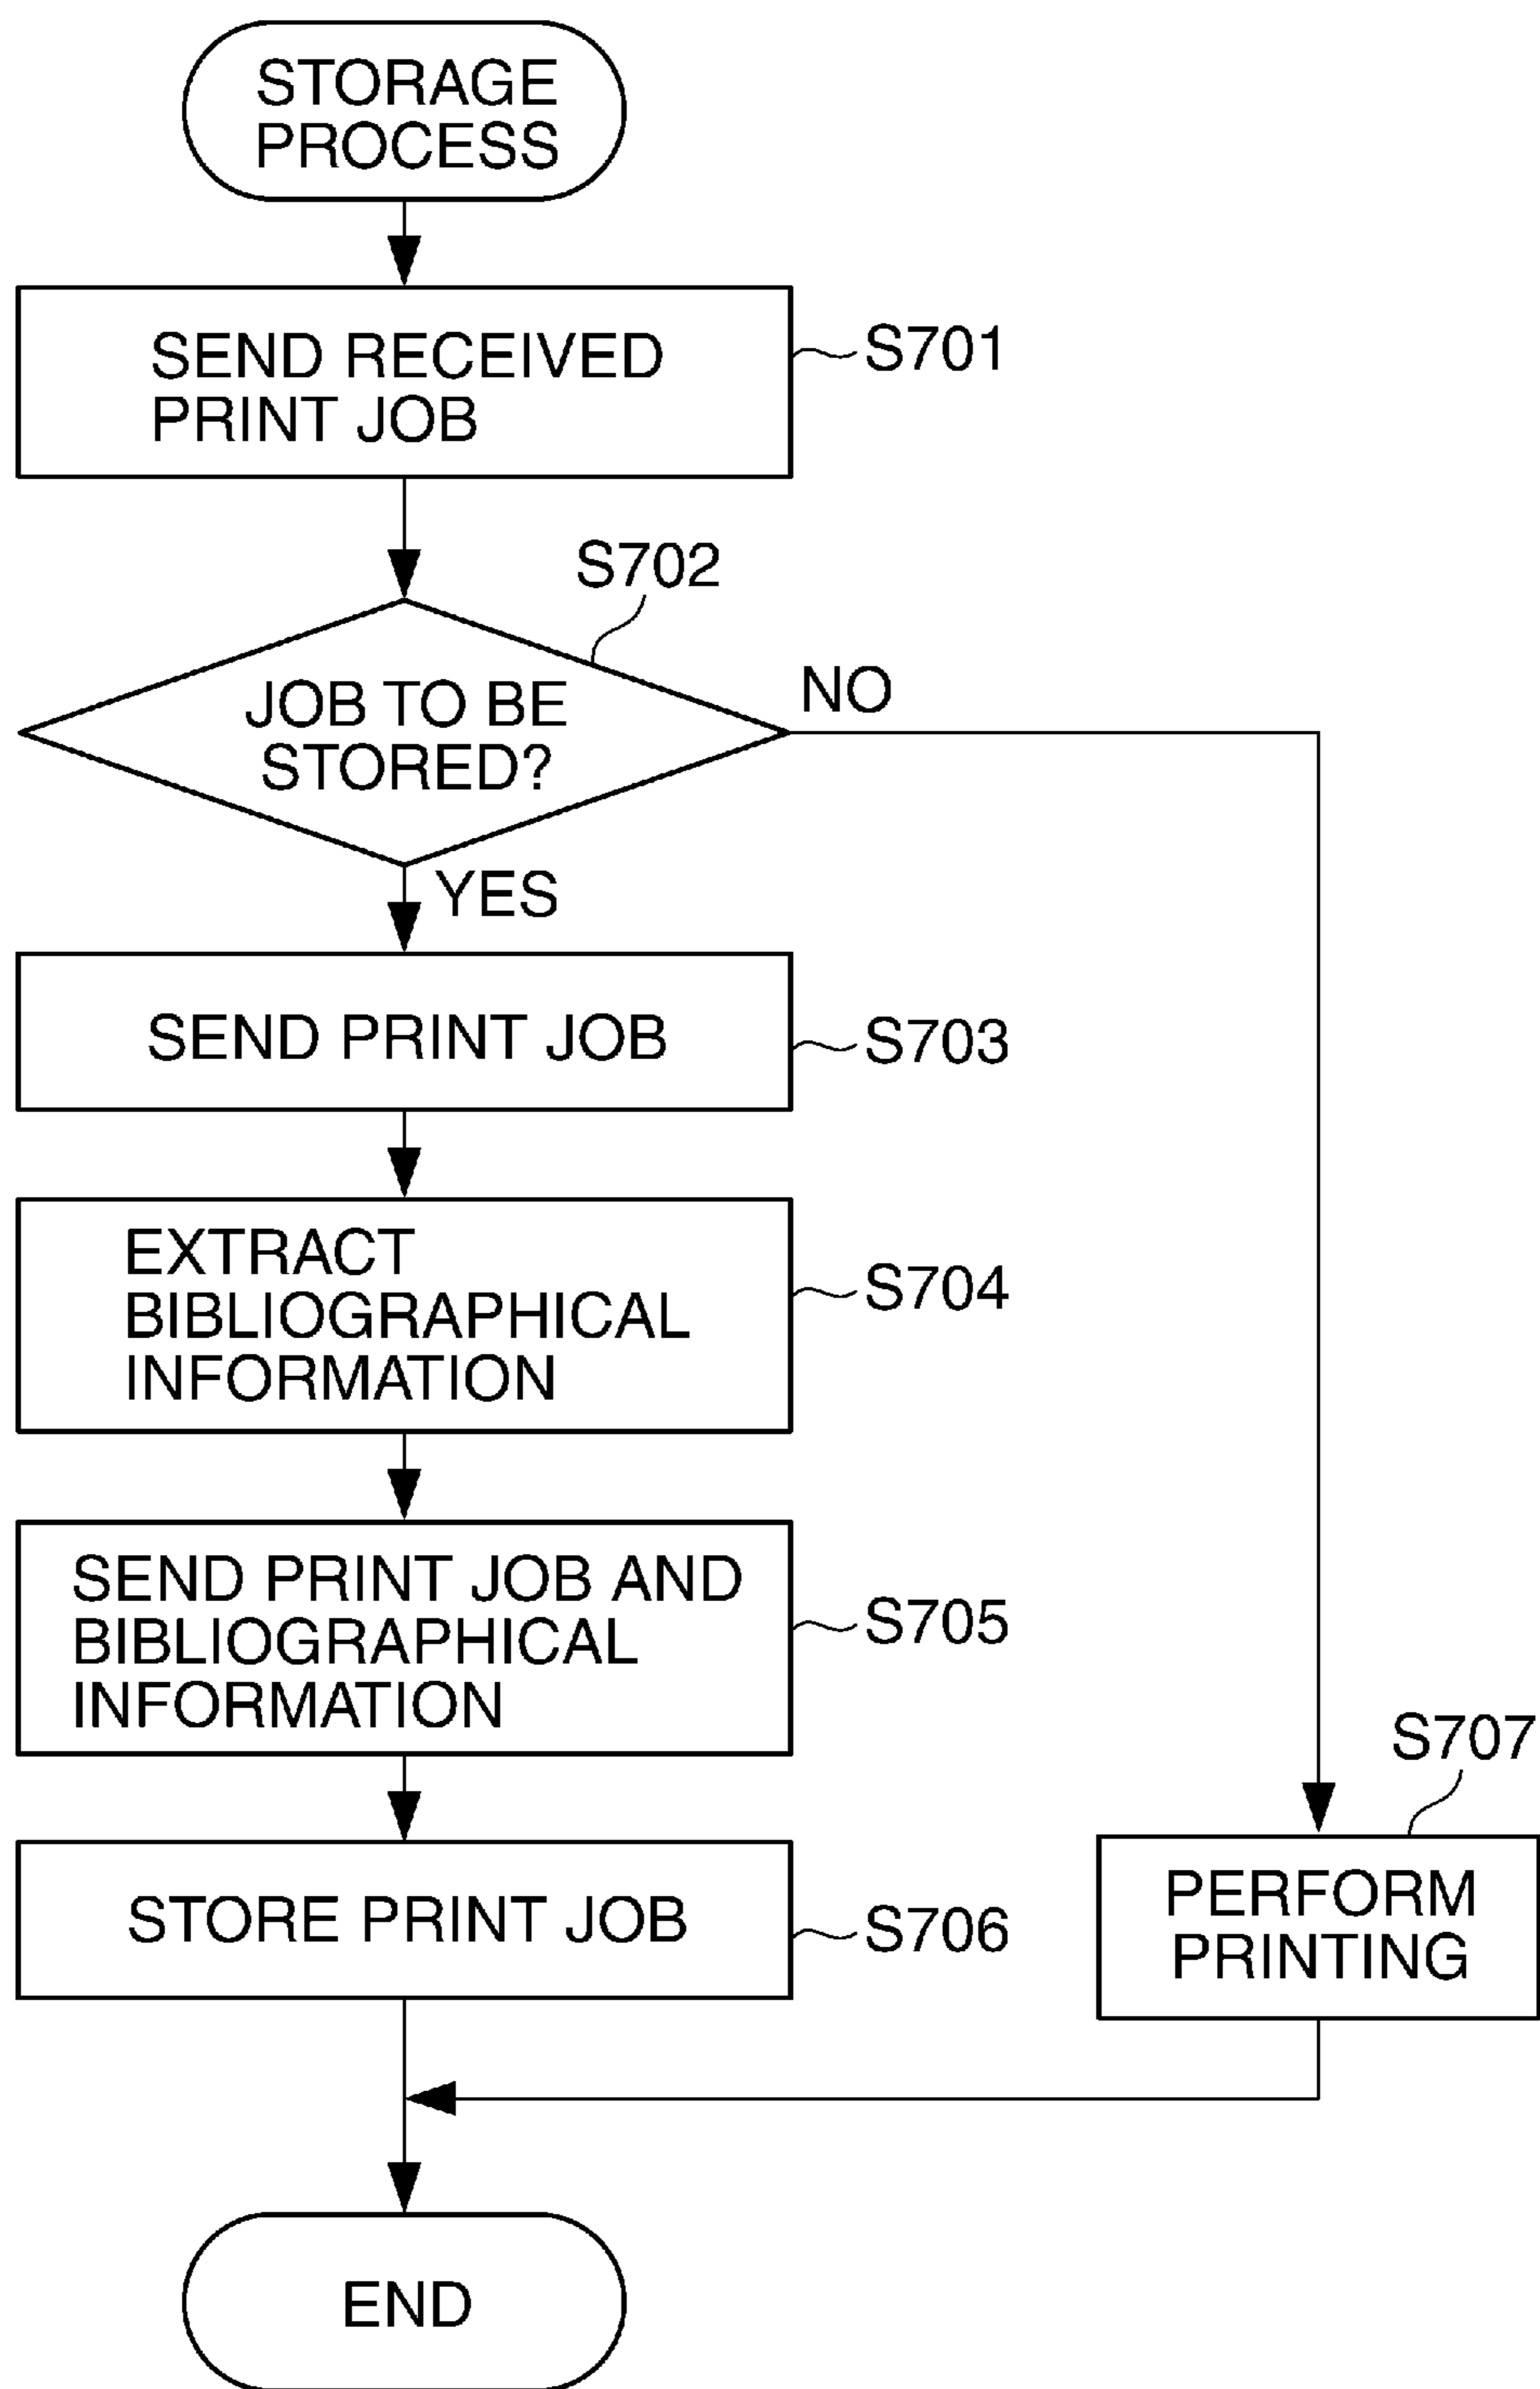 STORAGE
PROCESS
SEND RECEIVED
PRINT JOB
S701
S702
JOB TO BE
STORED?
NO
YES
SEND PRINT JOB
S703
EXTRACT
BIBLIOGRAPHICAL
INFORMATION
S704
SEND PRINT JOB AND
BIBLIOGRAPHICAL
INFORMATION
S705
STORE PRINT JOB
S706
S707
PERFORM
PRINTING
END